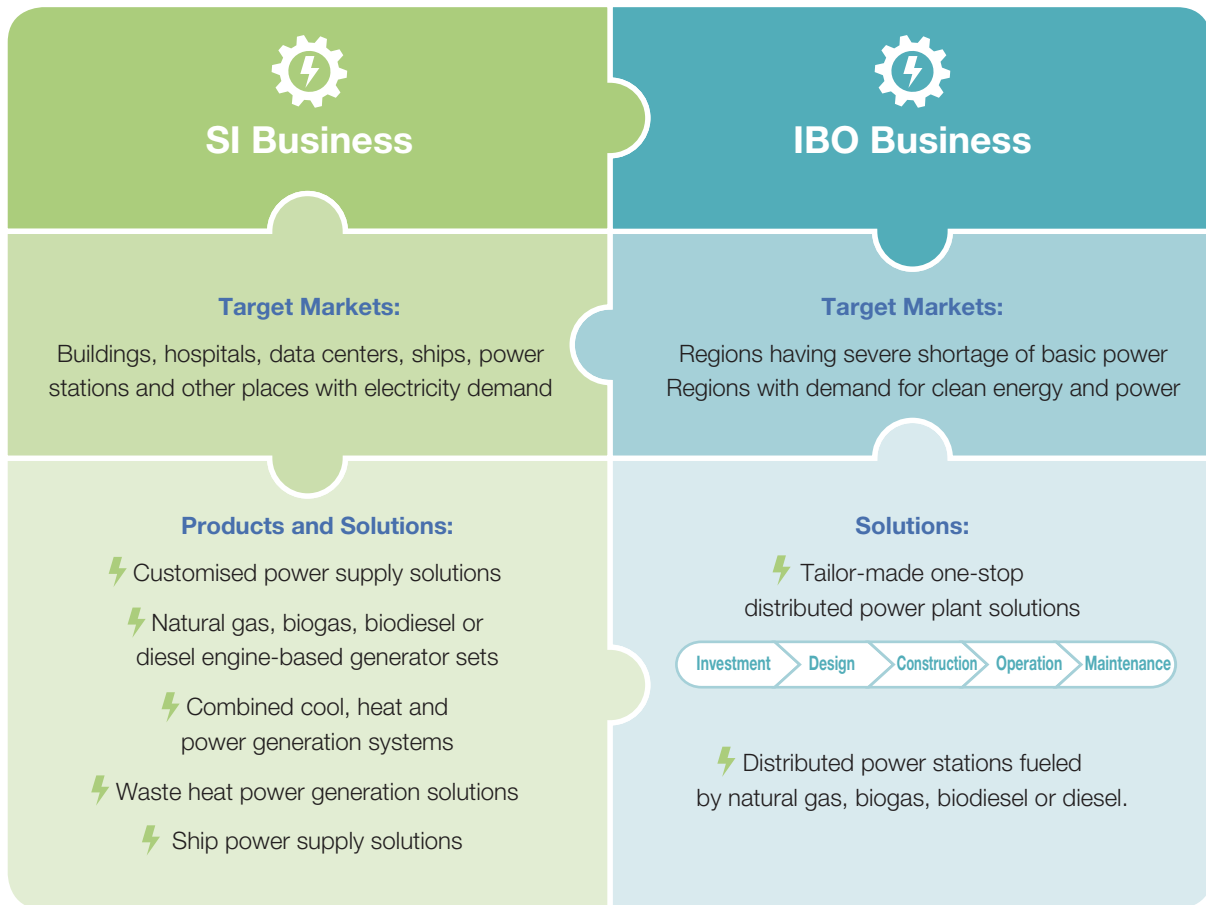 SI Business
Target Markets:
Buildings, hospitals, data centers, ships, power
stations and other places with electricity demand
Products and Solutions:
Customised power supply solutions
Natural gas, biogas, biodiesel or
diesel engine-based generator sets
Combined cool, heat and
power generation systems
Waste heat power generation solutions
Ship power supply solutions
IBO Business
Target Markets:
Regions having severe shortage of basic power
Regions with demand for clean energy and power
Solutions:
Tailor-made one-stop
distributed power plant solutions
Investment Design Construction Operation Maintenance
Distributed power stations fueled
by natural gas, biogas, biodiesel or diesel.